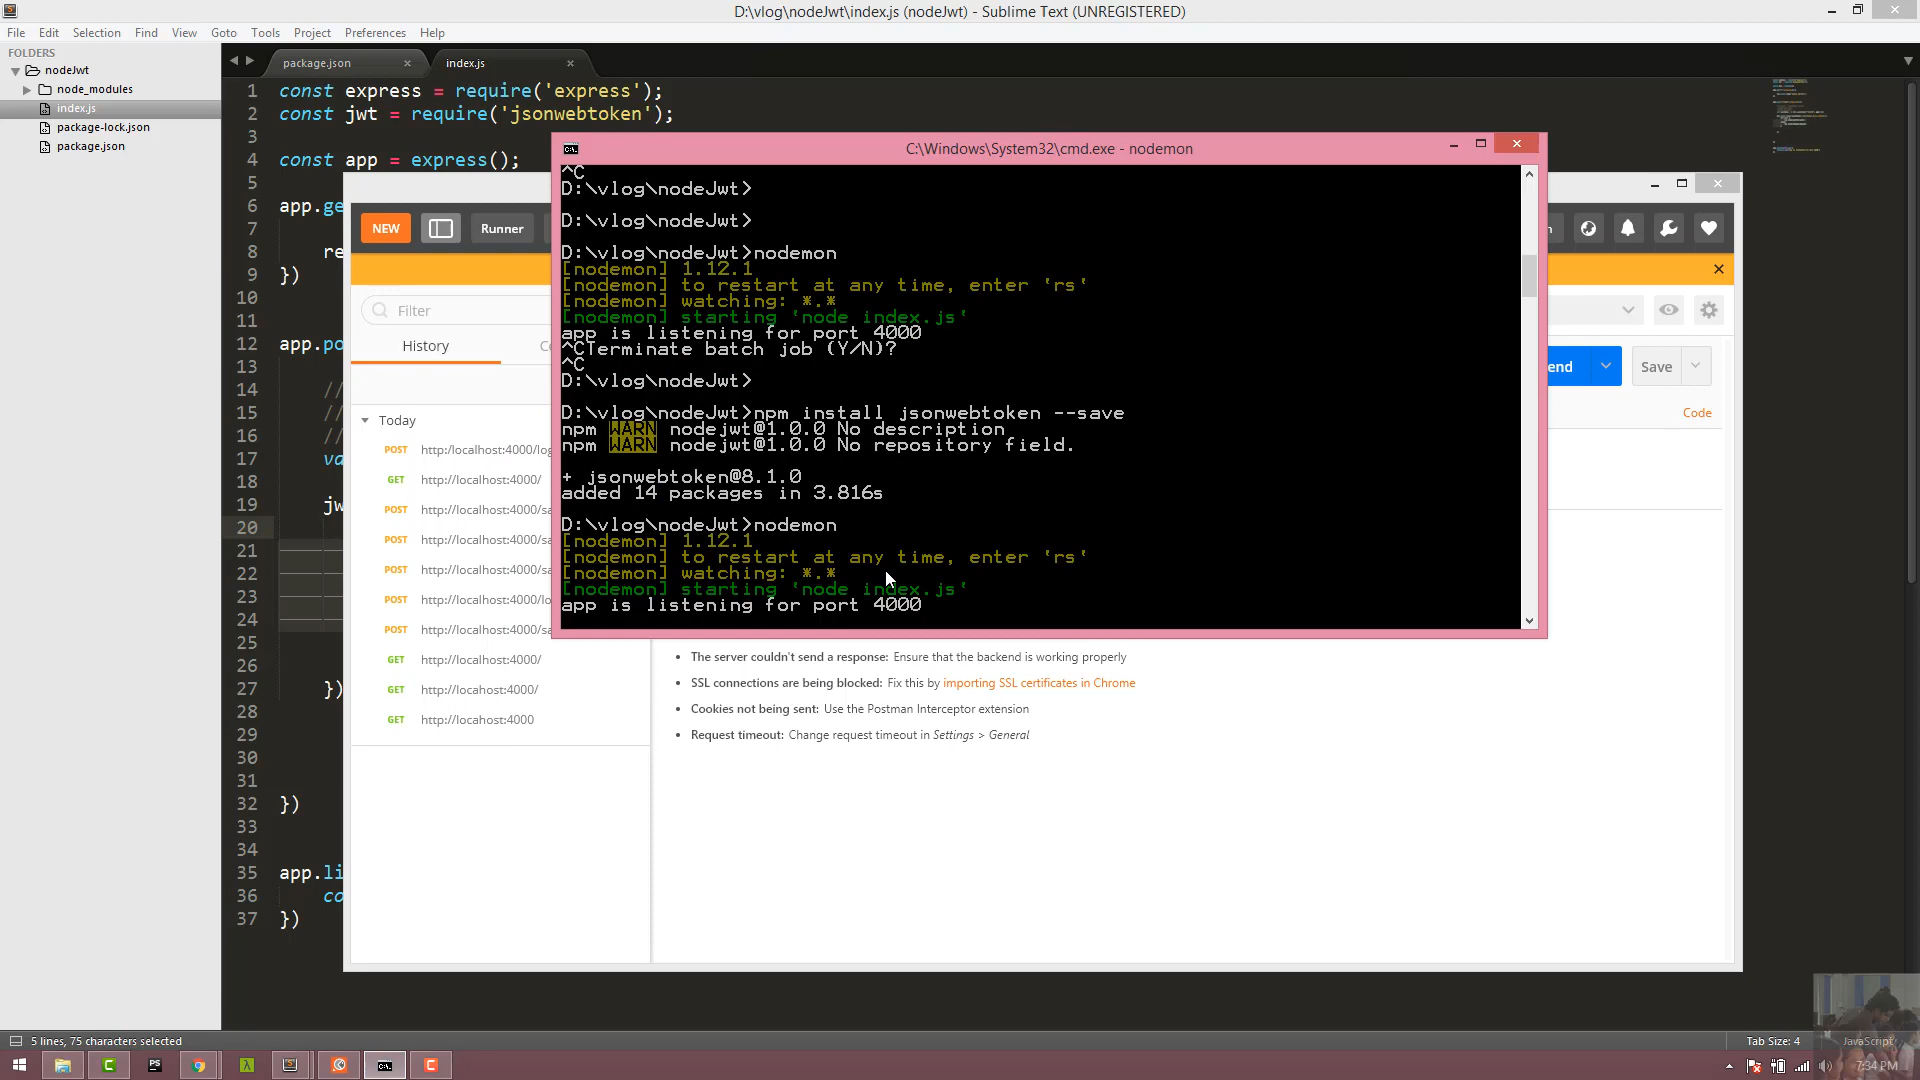 D:\vlog\nodeJwt\index.js (nodeJwt) - Sublime Text (UNREGISTERED)
File Edit Selection Find View Goto Tools Project Preferences Help
FOLDERS
nodeJwt
node_modules
index.js
package-lock.json
package.json
package.json
index.js
1 const express = require('express');
2 const jwt = require('jsonwebtoken');
3
4 const app = express();
5
6 app.ge
7
8 re
9 })
10
11
12 app.po
13
14 //
15 //
16 //
17 va
18
19 jw
20
21
22
23
24
25
26
27 })
28
29
30
31
32 })
33
34
35 app.li
36 co
37 })
NEW
Runner
Filter
History
C
Today
POST http://localhost:4000/log
GET http://localhost:4000/
POST http://localhost:4000/sa
POST http://localhost:4000/sa
POST http://localhost:4000/sa
POST http://localhost:4000/lo
POST http://localhost:4000/sa
GET http://localhost:4000/
GET http://locahost:4000/
GET http://locahost:4000
end
Save
Code
C:\Windows\System32\cmd.exe - nodemon
^C
D:\vlog\nodeJwt>
D:\vlog\nodeJwt>
D:\vlog\nodeJwt>nodemon
[nodemon] 1.12.1
[nodemon] to restart at any time, enter 'rs'
[nodemon] watching: *.*
[nodemon] starting 'node index.js'
app is listening for port 4000
^CTerminate batch job (Y/N)?
^C
D:\vlog\nodeJwt>
D:\vlog\nodeJwt>npm install jsonwebtoken --save
npm WARN nodejwt@1.0.0 No description
npm WARN nodejwt@1.0.0 No repository field.
+ jsonwebtoken@8.1.0
added 14 packages in 3.816s
D:\vlog\nodeJwt>nodemon
[nodemon] 1.12.1
[nodemon] to restart at any time, enter 'rs'
[nodemon] watching: *.*
[nodemon] starting 'node index.js'
app is listening for port 4000
The server couldn't send a response: Ensure that the backend is working properly
SSL connections are being blocked: Fix this by importing SSL certificates in Chrome
Cookies not being sent: Use the Postman Interceptor extension
Request timeout: Change request timeout in Settings > General
5 lines, 75 characters selected
Tab Size: 4
JavaScript
7:34 PM